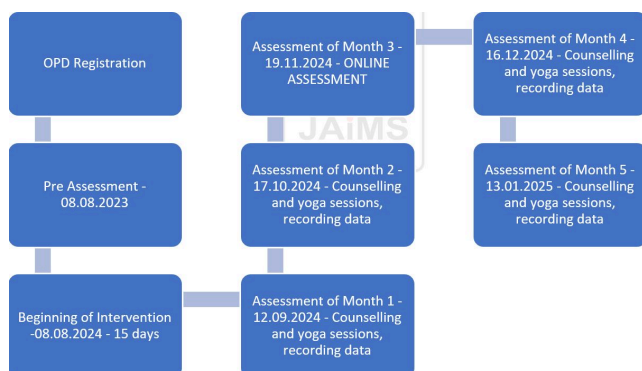 OPD Registration
Pre Assessment -
08.08.2023
Beginning of Intervention
-08.08.2024 - 15 days
Assessment of Month 1 -
12.09.2024 - Counselling
and yoga sessions,
recording data
Assessment of Month 2 -
17.10.2024 - Counselling
and yoga sessions,
recording data
Assessment of Month 3 -
19.11.2024 - ONLINE
ASSESSMENT
Assessment of Month 4 -
16.12.2024 - Counselling
and yoga sessions,
recording data
Assessment of Month 5 -
13.01.2025 - Counselling
and yoga sessions,
recording data
JAiMS